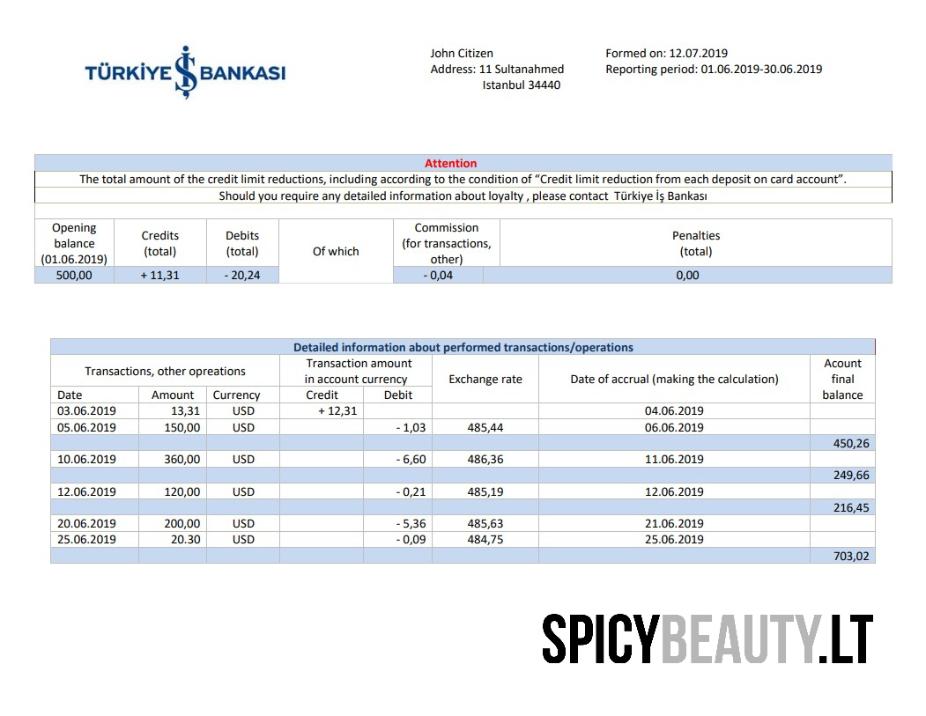 TÜRKİYE İŞ BANKASI
John Citizen
Address: 11 Sultanahmed
Istanbul 34440
Formed on: 12.07.2019
Reporting period: 01.06.2019-30.06.2019
Attention
The total amount of the credit limit reductions, including according to the condition of “Credit limit reduction from each deposit on card account”.
Should you require any detailed information about loyalty , please contact Türkiye İş Bankası
Opening balance (01.06.2019) Credits (total) Debits (total) Of which Commission (for transactions, other) Penalties (total)
500,00 + 11,31 - 20,24 - 0,04 0,00
Detailed information about performed transactions/operations
Transactions, other opreations Transaction amount in account currency Exchange rate Date of accrual (making the calculation) Acount final balance
Date Amount Currency Credit Debit
03.06.2019 13,31 USD + 12,31 04.06.2019
05.06.2019 150,00 USD - 1,03 485,44 06.06.2019
450,26
10.06.2019 360,00 USD - 6,60 486,36 11.06.2019
249,66
12.06.2019 120,00 USD - 0,21 485,19 12.06.2019
216,45
20.06.2019 200,00 USD - 5,36 485,63 21.06.2019
25.06.2019 20.30 USD - 0,09 484,75 25.06.2019
703,02
SPICYBEAUTY.LT